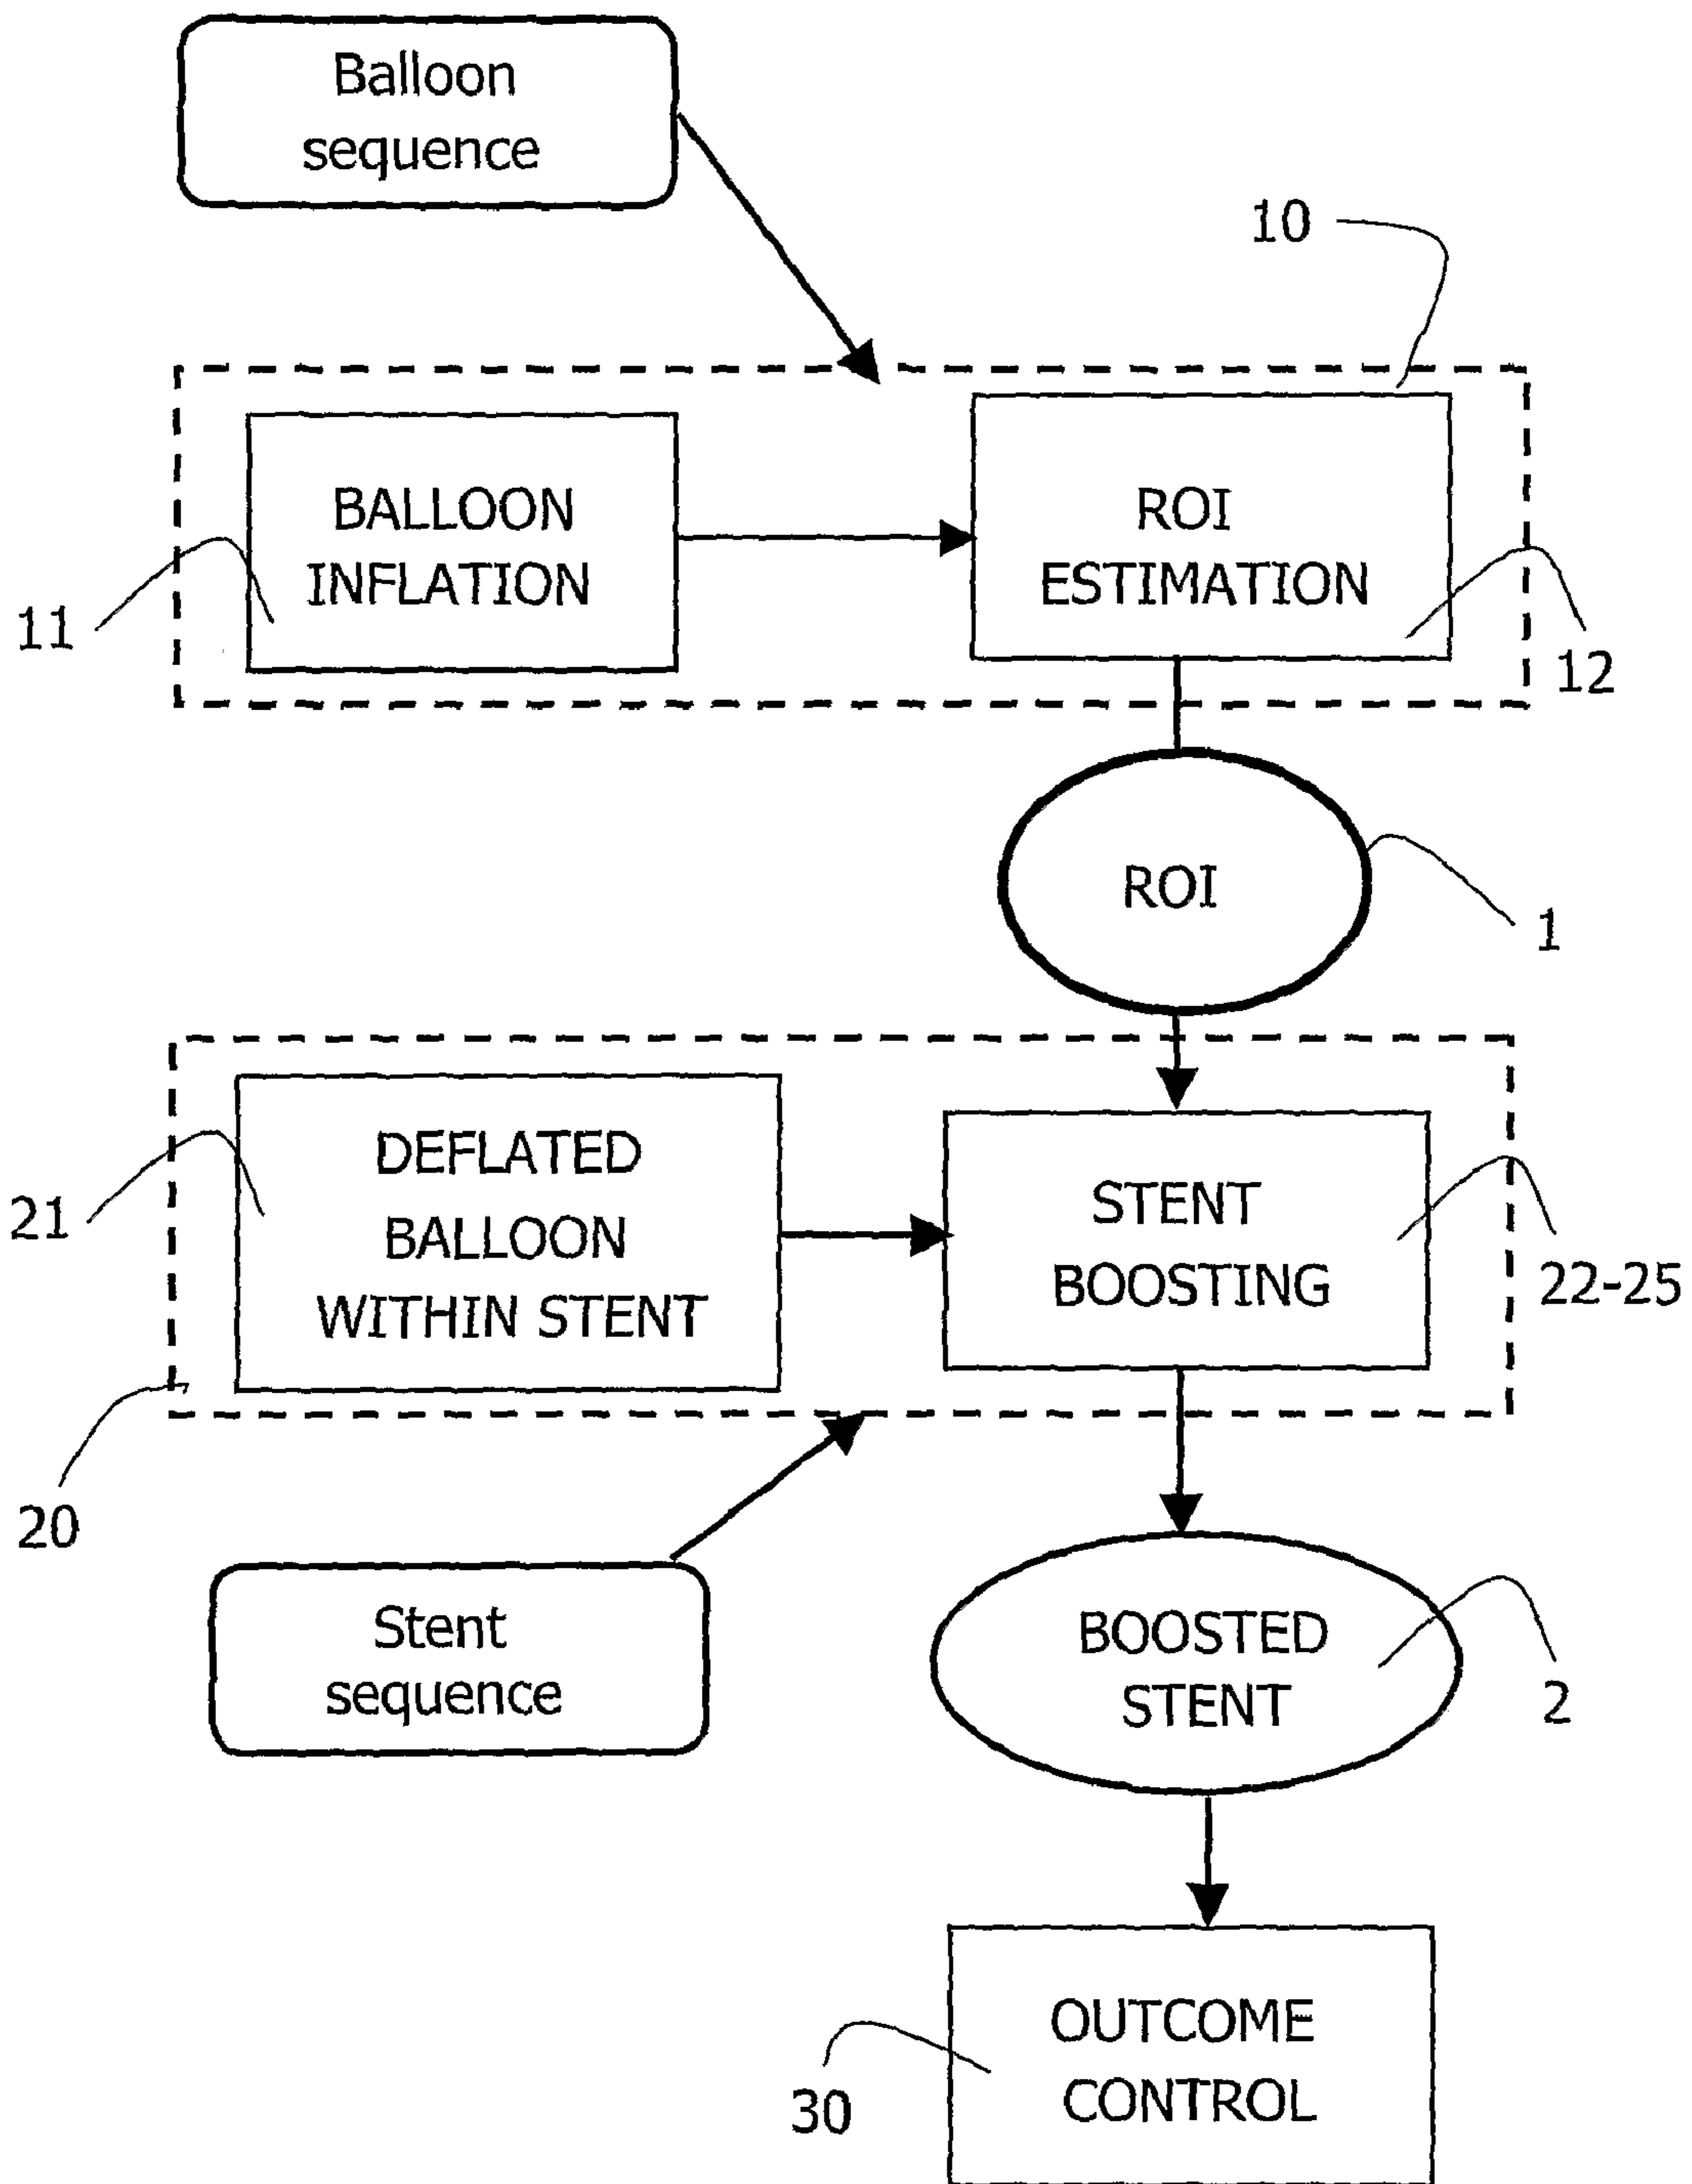 Balloon
sequence
10
BALLOON
INFLATION
ROI
ESTIMATION
11
12
ROI
1
DEFLATED
BALLOON
WITHIN STENT
STENT
BOOSTING
21
22-25
20
Stent
sequence
BOOSTED
STENT
2
OUTCOME
CONTROL
30